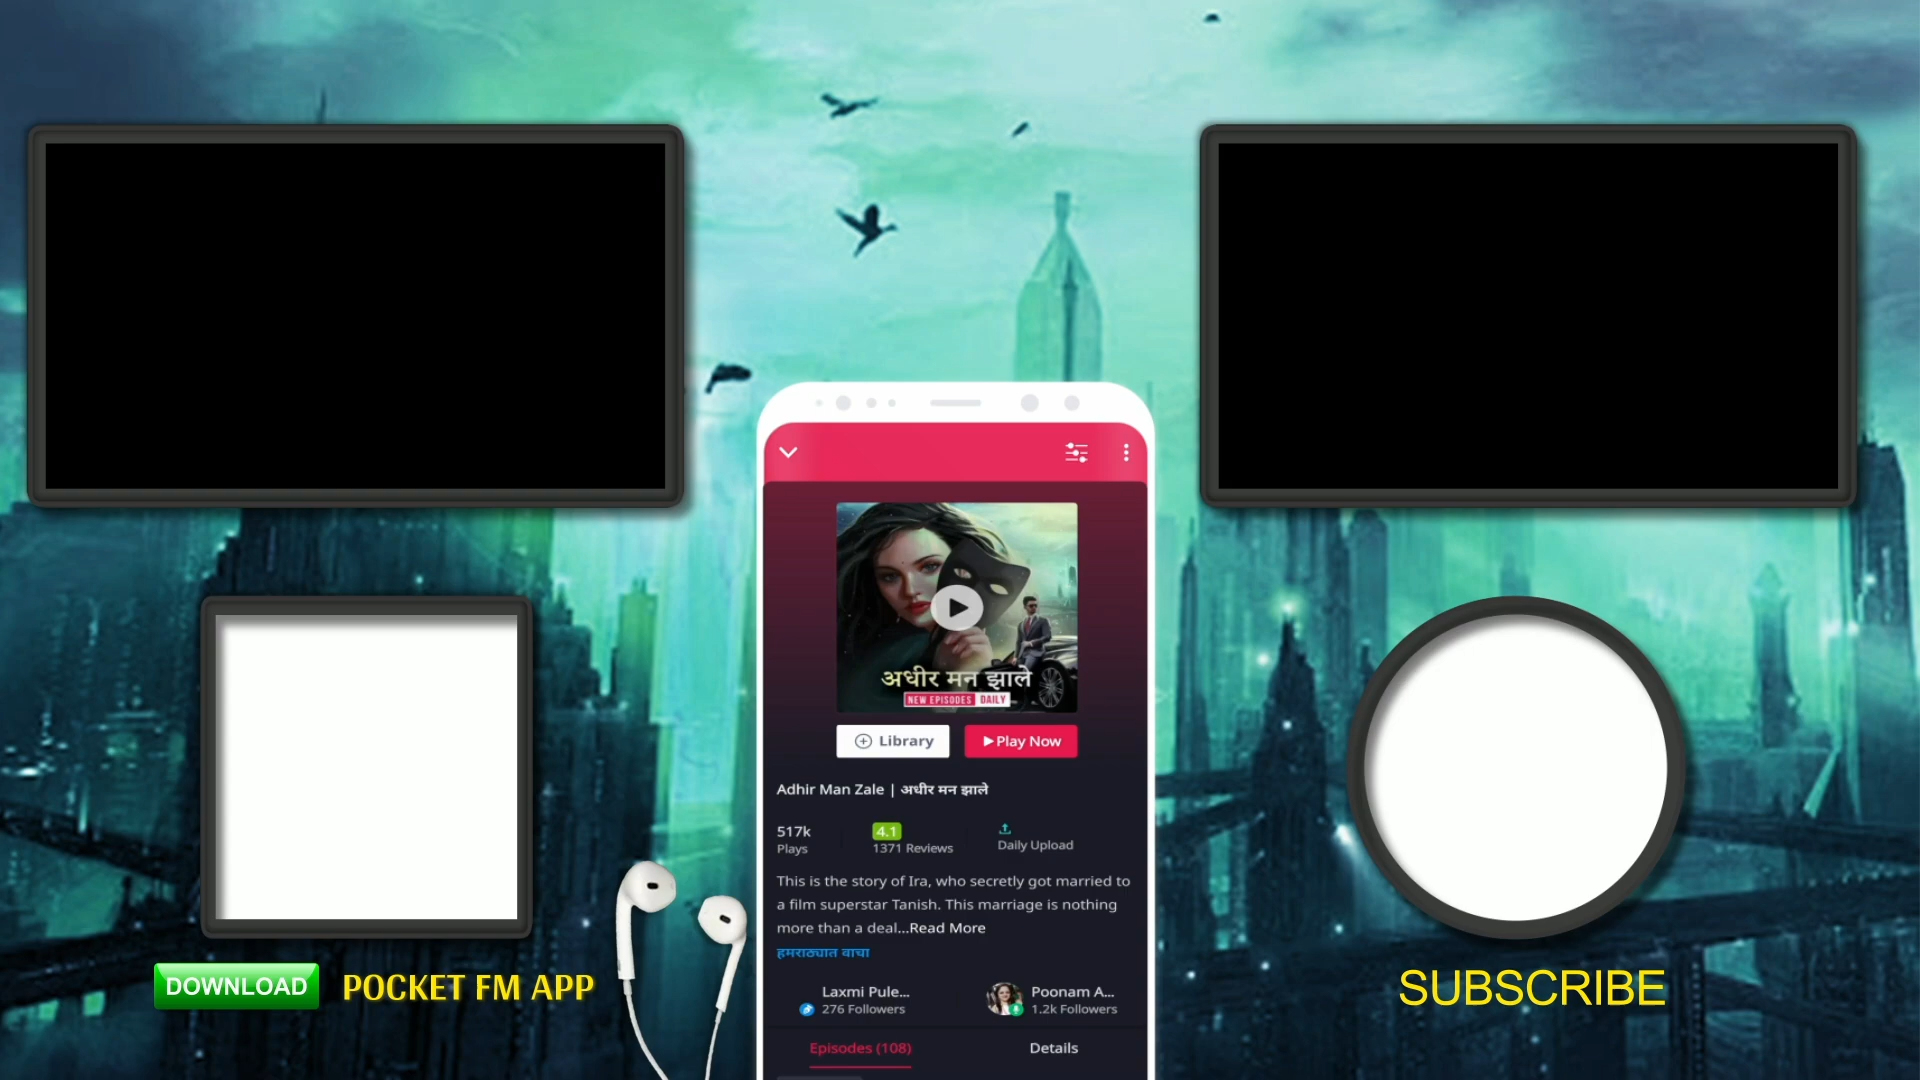 अधीर मन झाले
NEW EPISODES DAILY
Library
Play Now
Adhir Man Zale | अधीर मन झाले
517k
Plays
4.1
1371 Reviews
Daily Upload
This is the story of Ira, who secretly got married to
a film superstar Tanish. This marriage is nothing
more than a deal...Read More
हमराठ्यात वाचा
Laxmi Pule...
276 Followers
Poonam A...
1.2k Followers
Episodes (108)
Details
DOWNLOAD
POCKET FM APP
SUBSCRIBE